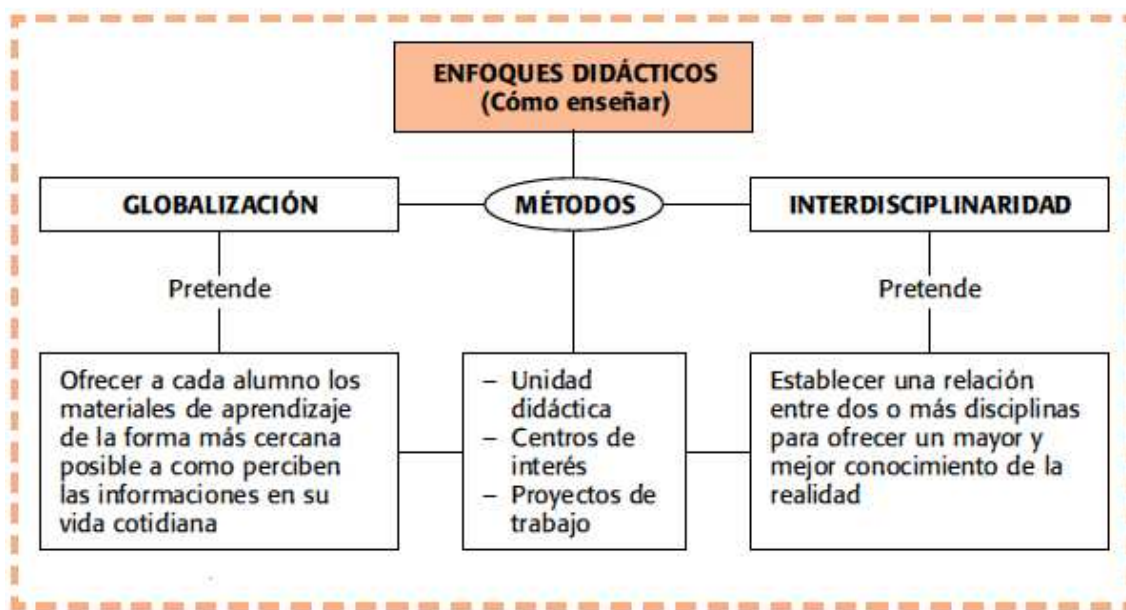 ENFOQUES DIDÁCTICOS
(Cómo enseñar)
GLOBALIZACIÓN
MÉTODOS
INTERDISCIPLINARIDAD
Pretende
Pretende
Ofrecer a cada alumno los
materiales de aprendizaje
de la forma más cercana
posible a como perciben
las informaciones en su
vida cotidiana
– Unidad
didáctica
– Centros de
interés
– Proyectos de
trabajo
Establecer una relación
entre dos o más disciplinas
para ofrecer un mayor y
mejor conocimiento de la
realidad